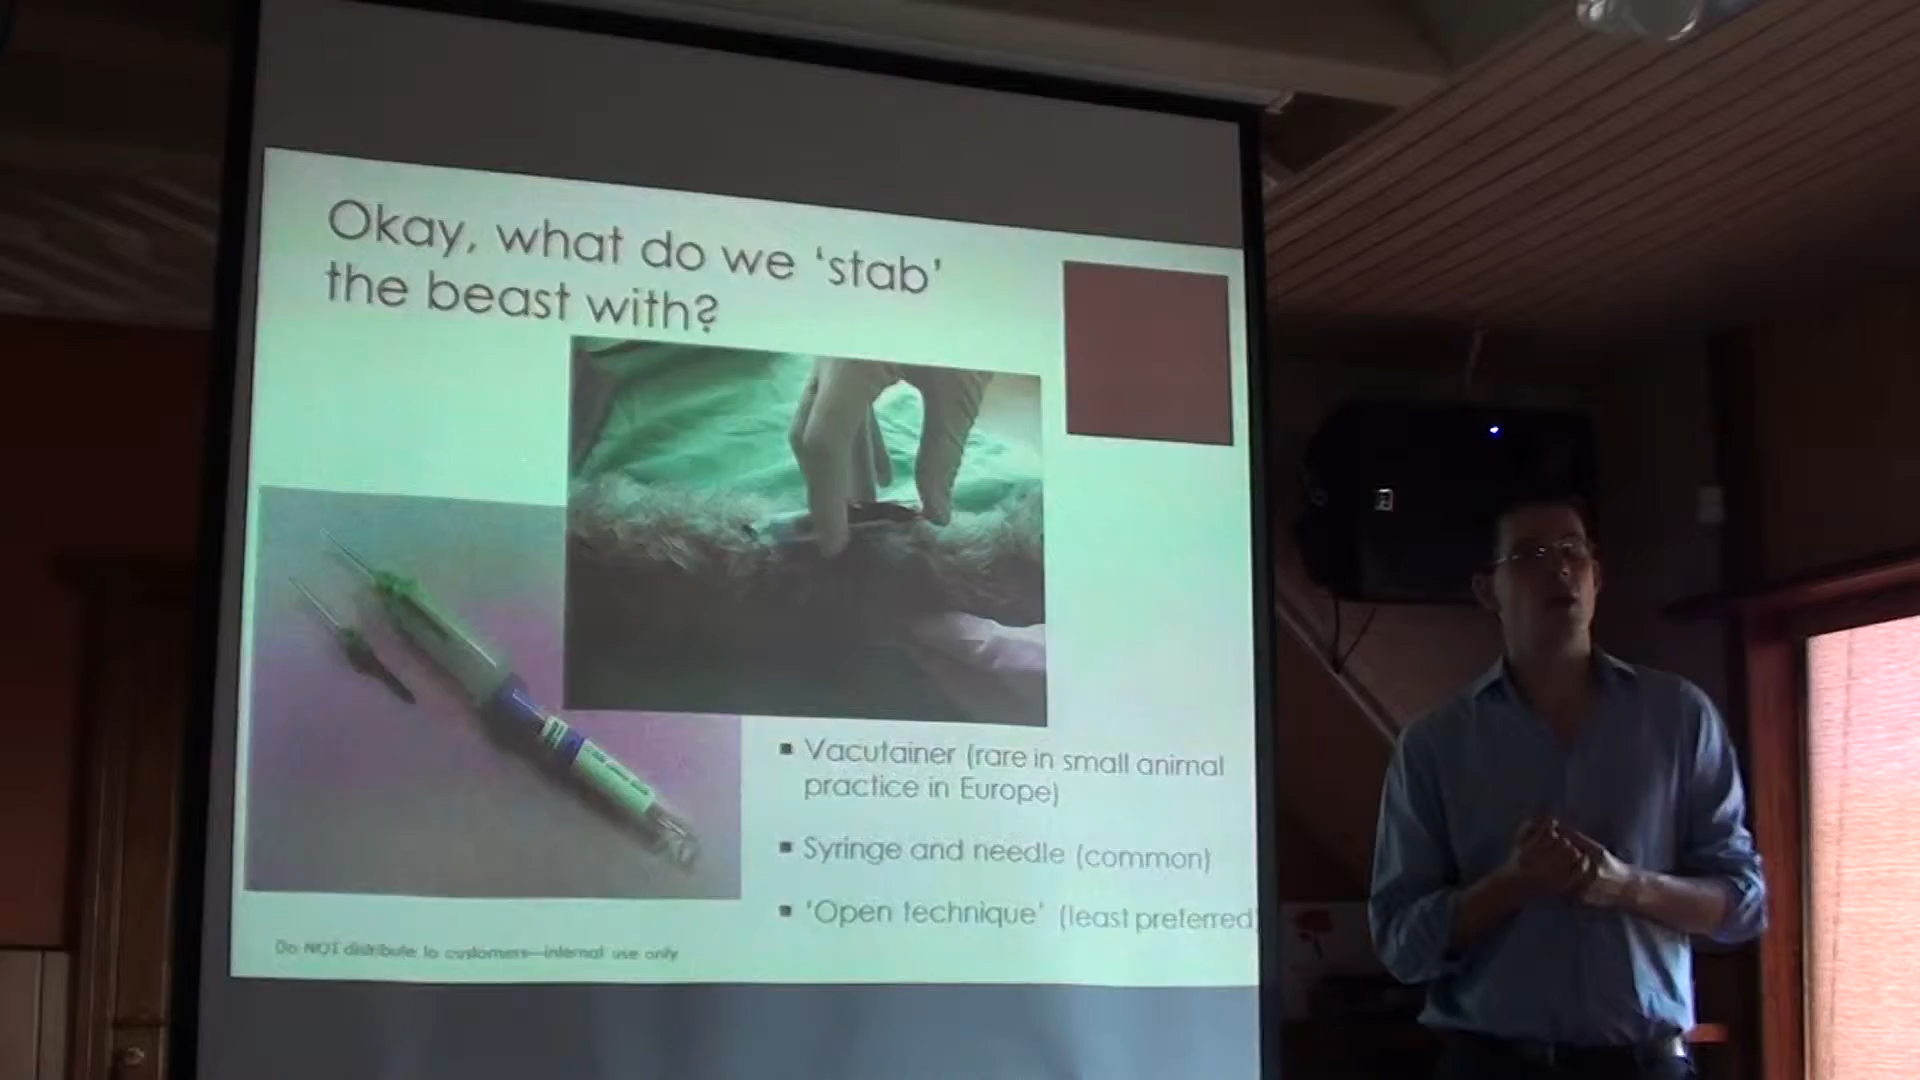 Okay, what do we ‘stab’
the beast with?
▪ Vacutainer (rare in small animal
practice in Europe)
▪ Syringe and needle (common)
▪ 'Open technique' (least preferred)
Do NOT distribute to customers—internal use only